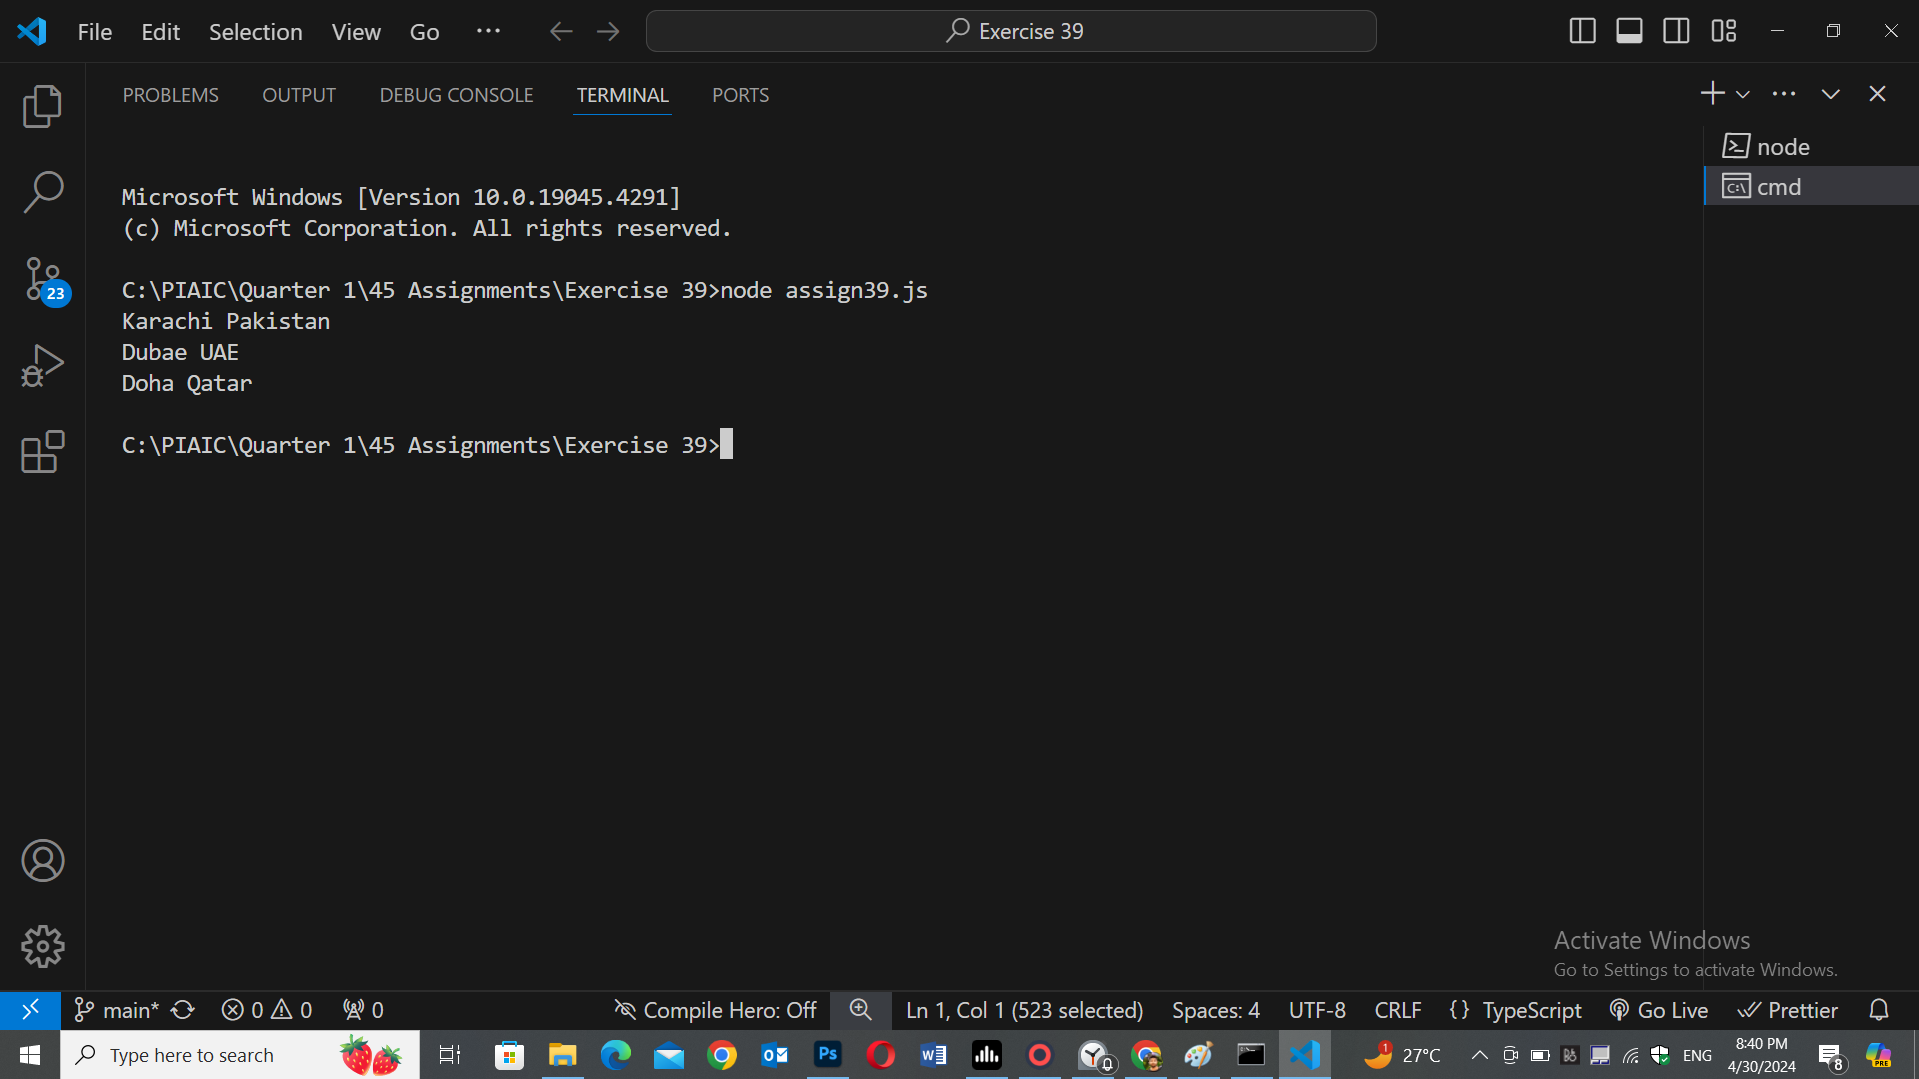 File Edit Selection View Go ··· Exercise 39
PROBLEMS OUTPUT DEBUG CONSOLE TERMINAL PORTS
node
cmd
Microsoft Windows [Version 10.0.19045.4291]
(c) Microsoft Corporation. All rights reserved.
C:\PIAIC\Quarter 1\45 Assignments\Exercise 39>node assign39.js
Karachi Pakistan
Dubae UAE
Doha Qatar
C:\PIAIC\Quarter 1\45 Assignments\Exercise 39>
23
Activate Windows
Go to Settings to activate Windows.
main* 0 0 0 Compile Hero: Off Ln 1, Col 1 (523 selected) Spaces: 4 UTF-8 CRLF {} TypeScript Go Live Prettier
Type here to search Ps 1 27°C ENG 8:40 PM 8 PRE
4/30/2024